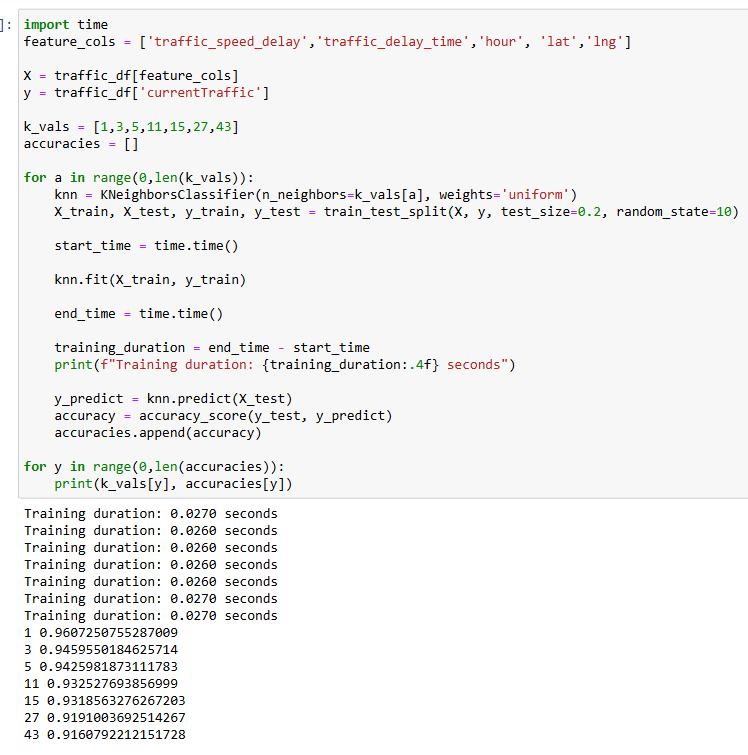 ]: import time
feature_cols = ['traffic_speed_delay','traffic_delay_time','hour', 'lat','lng']
X = traffic_df[feature_cols]
y = traffic_df['currentTraffic']
k_vals = [1,3,5,11,15,27,43]
accuracies = []
for a in range(0,len(k_vals)):
    knn = KNeighborsClassifier(n_neighbors=k_vals[a], weights='uniform')
    X_train, X_test, y_train, y_test = train_test_split(X, y, test_size=0.2, random_state=10)
    start_time = time.time()
    knn.fit(X_train, y_train)
    end_time = time.time()
    training_duration = end_time - start_time
    print(f"Training duration: {training_duration:.4f} seconds")
    y_predict = knn.predict(X_test)
    accuracy = accuracy_score(y_test, y_predict)
    accuracies.append(accuracy)
for y in range(0,len(accuracies)):
    print(k_vals[y], accuracies[y])
Training duration: 0.0270 seconds
Training duration: 0.0260 seconds
Training duration: 0.0260 seconds
Training duration: 0.0260 seconds
Training duration: 0.0260 seconds
Training duration: 0.0270 seconds
Training duration: 0.0270 seconds
1 0.9607250755287009
3 0.9459550184625714
5 0.9425981873111783
11 0.932527693856999
15 0.9318563276267203
27 0.9191003692514267
43 0.9160792212151728